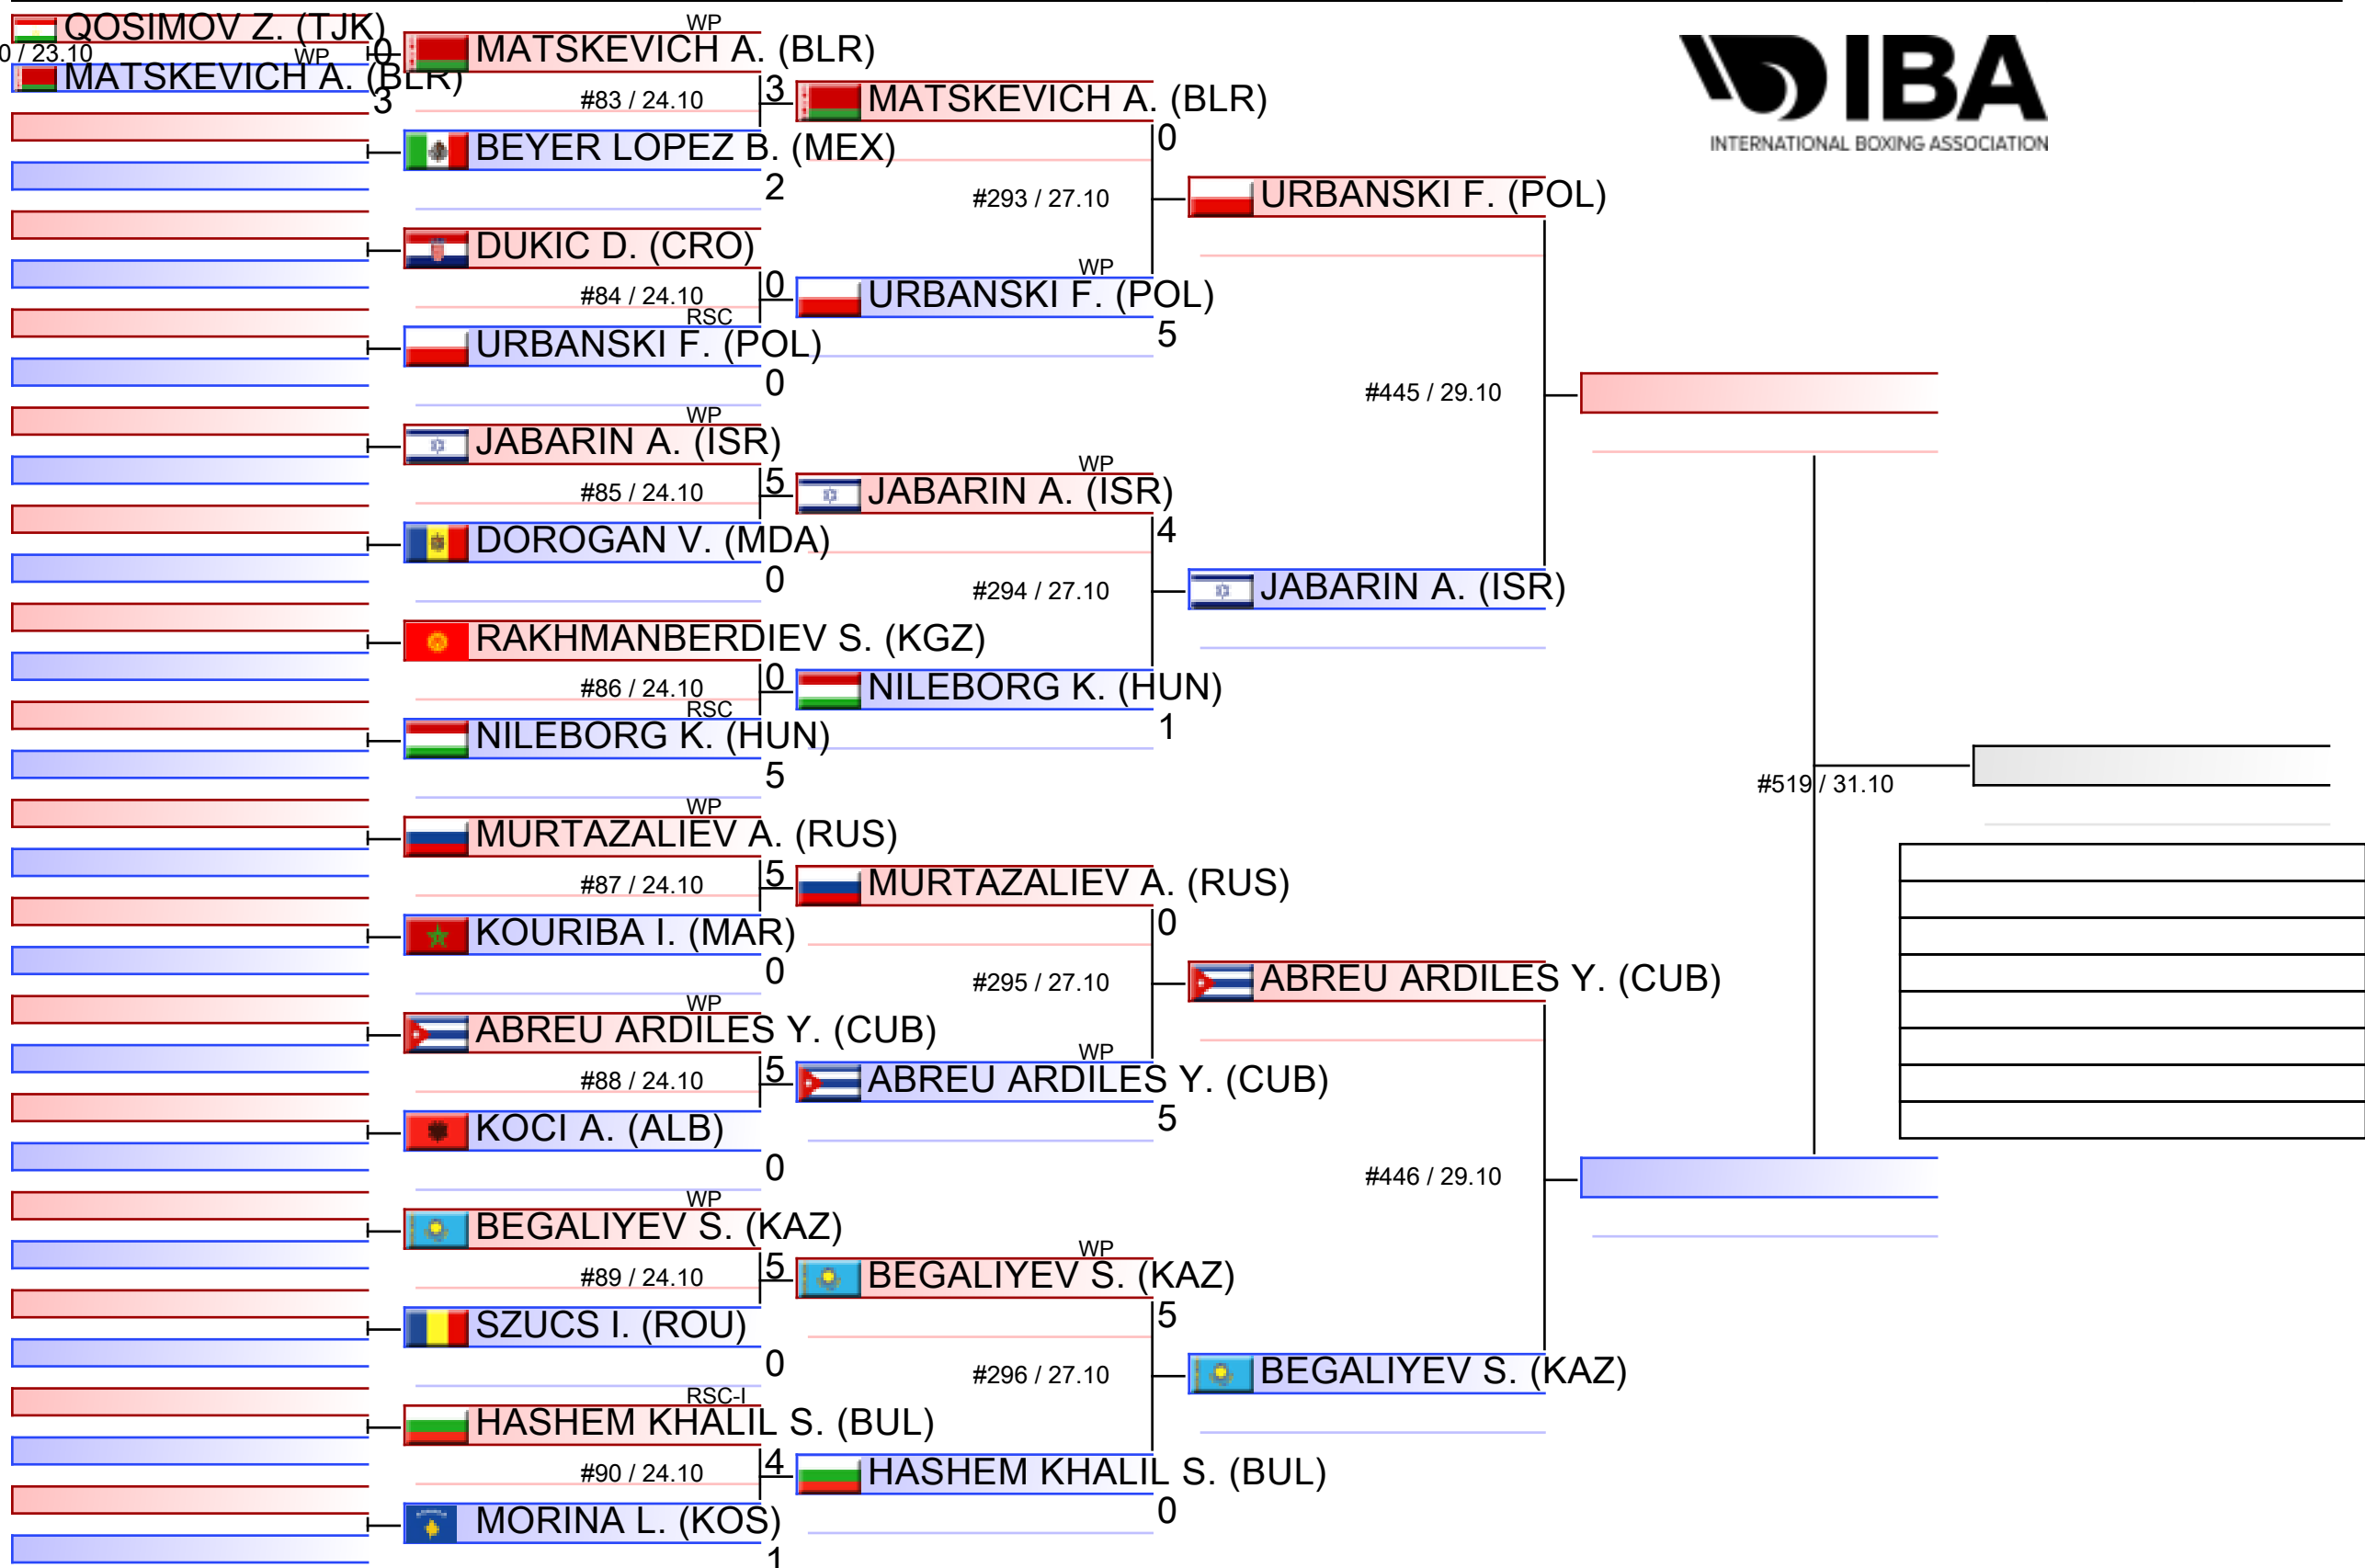 QOSIMOV Z. (TJK)
0 / 23.10
WP
0
MATSKEVICH A. (BLR)
3
WP
MATSKEVICH A. (BLR)
3
#83 / 24.10
BEYER LOPEZ B. (MEX)
2
DUKIC D. (CRO)
0
#84 / 24.10
RSC
URBANSKI F. (POL)
0
WP
JABARIN A. (ISR)
5
#85 / 24.10
DOROGAN V. (MDA)
0
RAKHMANBERDIEV S. (KGZ)
0
#86 / 24.10
RSC
NILEBORG K. (HUN)
5
WP
MURTAZALIEV A. (RUS)
5
#87 / 24.10
KOURIBA I. (MAR)
0
WP
ABREU ARDILES Y. (CUB)
5
#88 / 24.10
KOCI A. (ALB)
0
WP
BEGALIYEV S. (KAZ)
5
#89 / 24.10
SZUCS I. (ROU)
0
RSC-I
HASHEM KHALIL S. (BUL)
4
#90 / 24.10
MORINA L. (KOS)
1
MATSKEVICH A. (BLR)
0
#293 / 27.10
WP
URBANSKI F. (POL)
5
WP
JABARIN A. (ISR)
4
#294 / 27.10
NILEBORG K. (HUN)
1
MURTAZALIEV A. (RUS)
0
#295 / 27.10
WP
ABREU ARDILES Y. (CUB)
5
WP
BEGALIYEV S. (KAZ)
5
#296 / 27.10
HASHEM KHALIL S. (BUL)
0
URBANSKI F. (POL)
#445 / 29.10
JABARIN A. (ISR)
ABREU ARDILES Y. (CUB)
#446 / 29.10
BEGALIYEV S. (KAZ)
#519 / 31.10
IBA
INTERNATIONAL BOXING ASSOCIATION